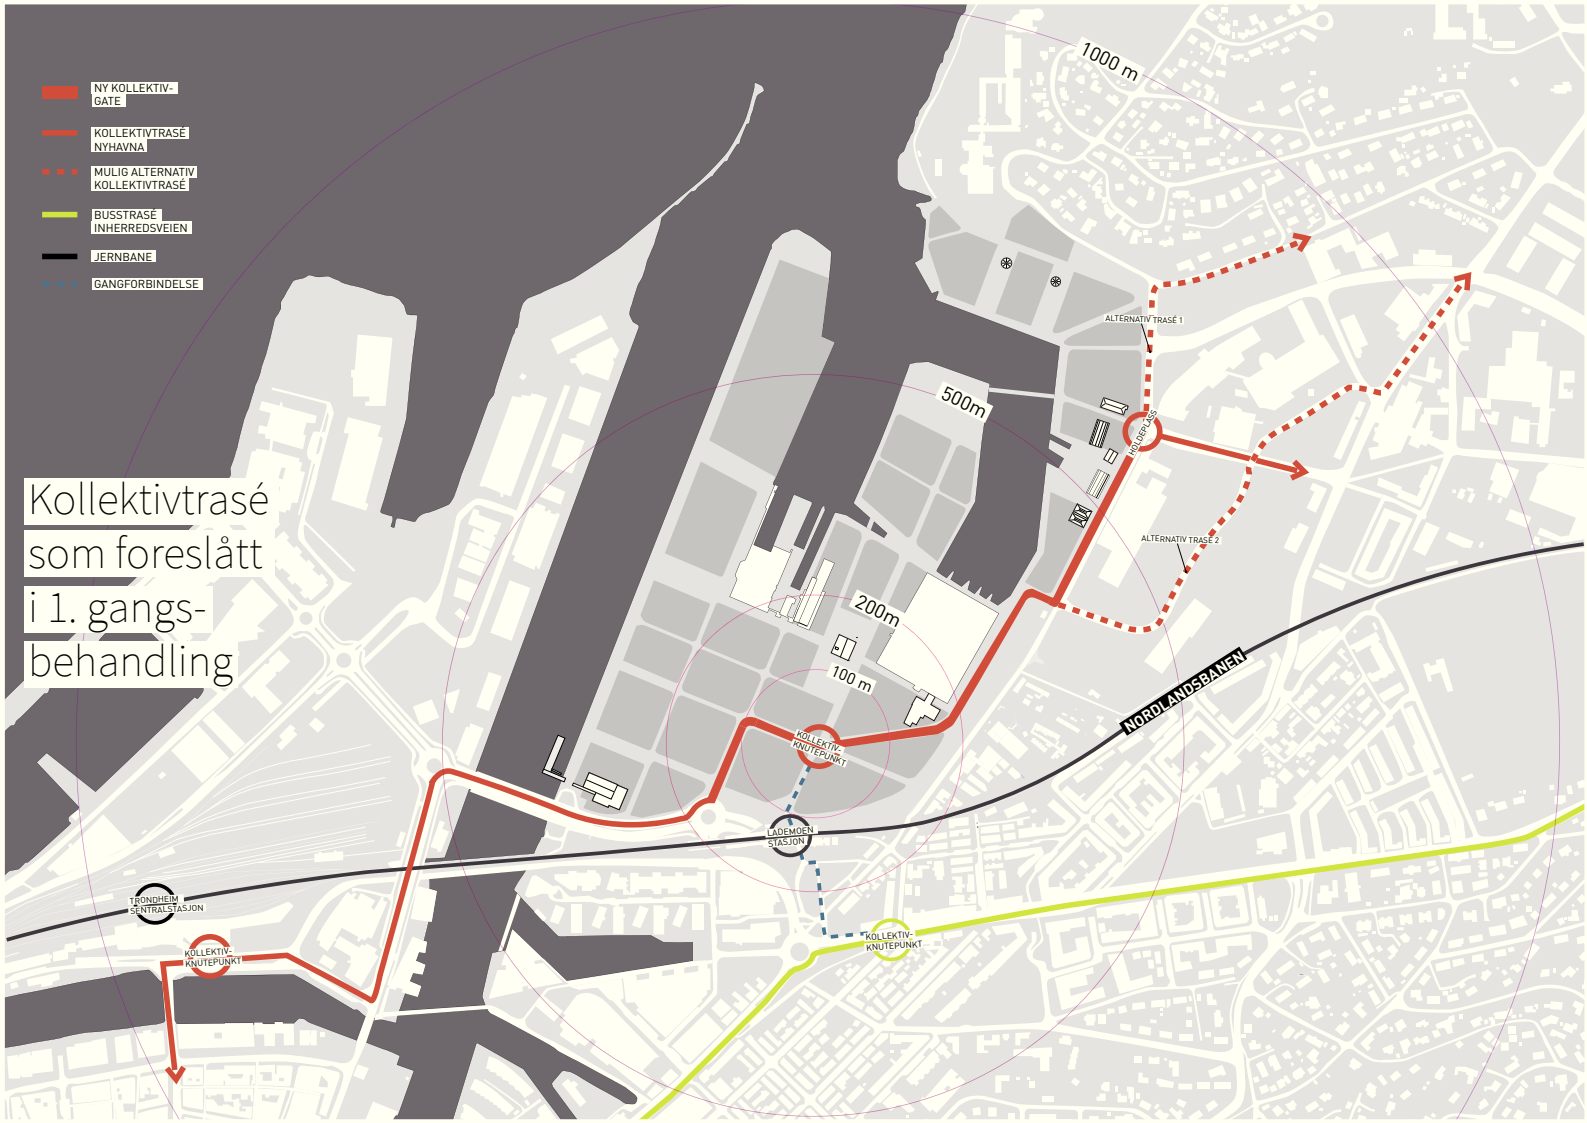 NY KOLLEKTIV-
GATE
KOLLEKTIVTRASÉ
NYHAVNA
MULIG ALTERNATIV
KOLLEKTIVTRASÉ
BUSSTRASÉ
INHERREDSVEIEN
JERNBANE
GANGFORBINDELSE
Kollektivtrasé
som foreslått
i 1. gangs-
behandling
1000 m
500m
200m
100 m
ALTERNATIV TRASÉ 1
HOLDEPLASS
ALTERNATIV TRASÉ 2
NORDLANDSBANEN
KOLLEKTIV-
KNUTEPUNKT
LADEMOEN
STASJON
TRONDHEIM
SENTRALSTASJON
KOLLEKTIV-
KNUTEPUNKT
KOLLEKTIV-
KNUTEPUNKT